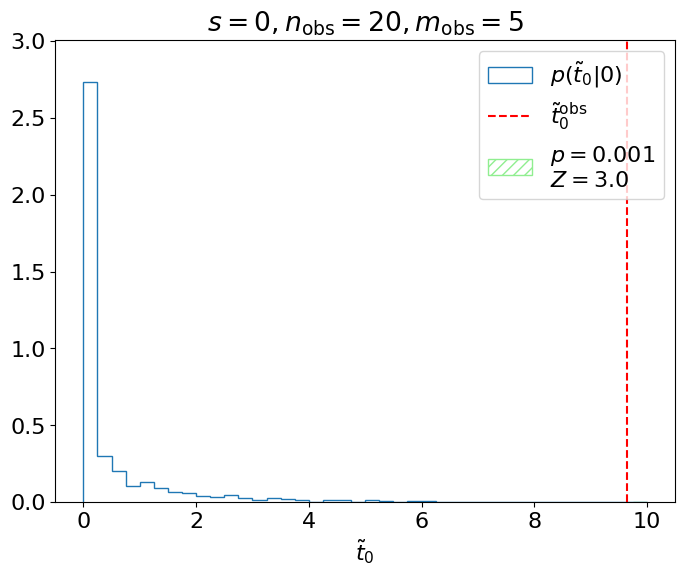 s = 0, n_obs = 20, m_obs = 5
3.0
2.5
2.0
1.5
1.0
0.5
0.0
p(t̃₀|0)
t̃₀^obs
p = 0.001
Z = 3.0
0 2 4 6 8 10
t̃₀